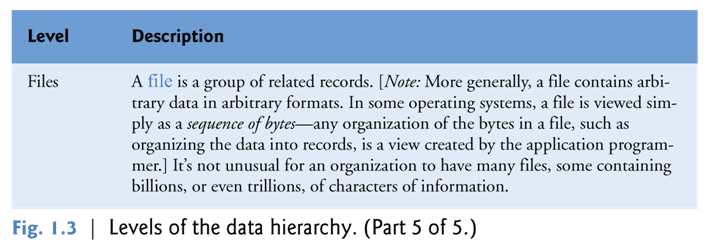 Level Description
Files A file is a group of related records. [Note: More generally, a file contains arbi-
trary data in arbitrary formats. In some operating systems, a file is viewed sim-
ply as a sequence of bytes—any organization of the bytes in a file, such as
organizing the data into records, is a view created by the application program-
mer.] It’s not unusual for an organization to have many files, some containing
billions, or even trillions, of characters of information.
Fig. 1.3 | Levels of the data hierarchy. (Part 5 of 5.)